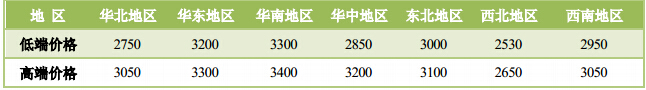 地 区 华北地区 华东地区 华南地区 华中地区 东北地区 西北地区 西南地区
低端价格 2750 3200 3300 2850 3000 2530 2950
高端价格 3050 3300 3400 3200 3100 2650 3050